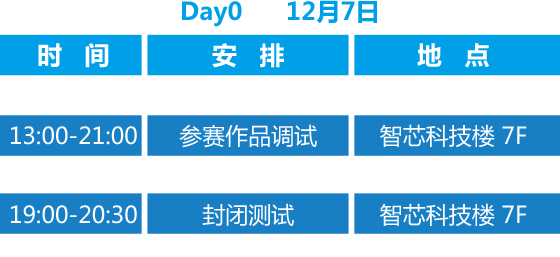 Day0 12月7日
时 间 安 排 地 点
13:00-21:00 参赛作品调试 智芯科技楼 7F
19:00-20:30 封闭测试 智芯科技楼 7F